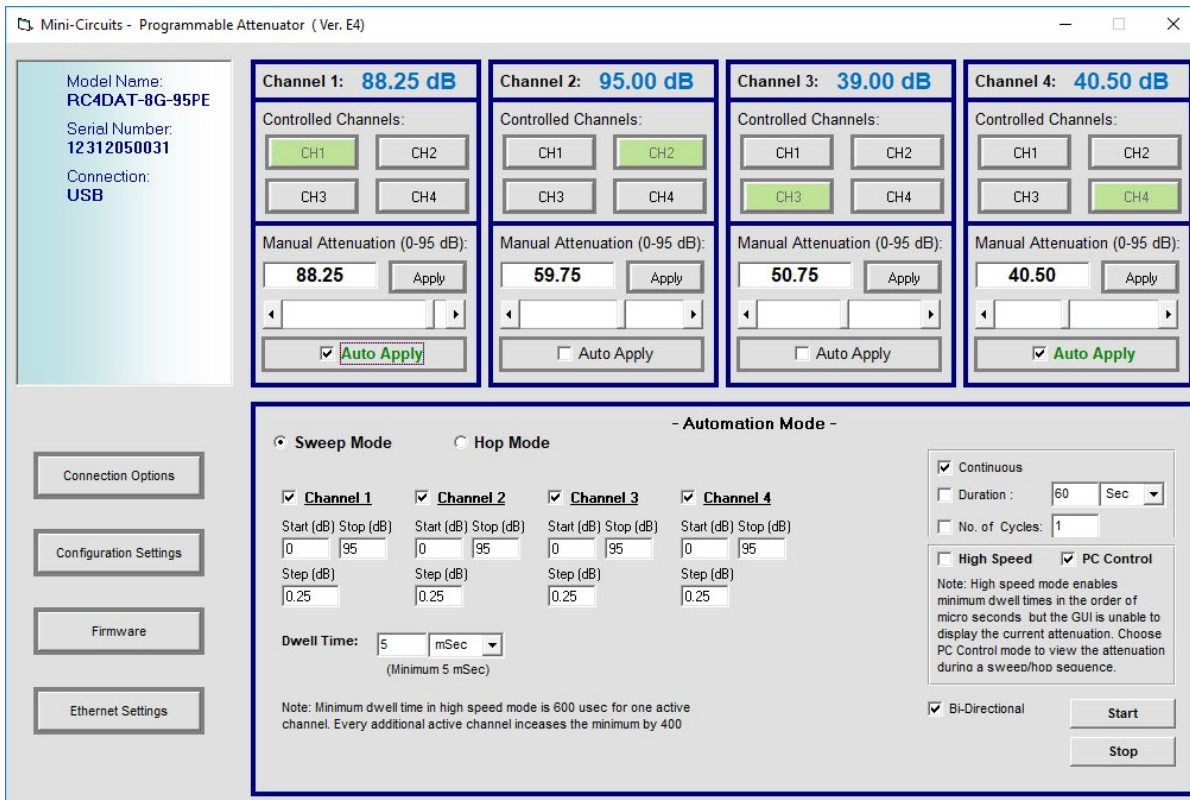 Mini-Circuits - Programmable Attenuator ( Ver. E4)
Model Name:
RC4DAT-8G-95PE
Serial Number:
12312050031
Connection:
USB
Channel 1: 88.25 dB
Controlled Channels:
CH1 CH2
CH3 CH4
Manual Attenuation (0-95 dB):
88.25 Apply
Auto Apply
Channel 2: 95.00 dB
Controlled Channels:
CH1 CH2
CH3 CH4
Manual Attenuation (0-95 dB):
59.75 Apply
Auto Apply
Channel 3: 39.00 dB
Controlled Channels:
CH1 CH2
CH3 CH4
Manual Attenuation (0-95 dB):
50.75 Apply
Auto Apply
Channel 4: 40.50 dB
Controlled Channels:
CH1 CH2
CH3 CH4
Manual Attenuation (0-95 dB):
40.50 Apply
Auto Apply
Connection Options
Configuration Settings
Firmware
Ethernet Settings
- Automation Mode -
Sweep Mode Hop Mode
Channel 1
Start (dB) Stop (dB)
0 95
Step (dB)
0.25
Channel 2
Start (dB) Stop (dB)
0 95
Step (dB)
0.25
Channel 3
Start (dB) Stop (dB)
0 95
Step (dB)
0.25
Channel 4
Start (dB) Stop (dB)
0 95
Step (dB)
0.25
Dwell Time: 5 mSec
(Minimum 5 mSec)
Note: Minimum dwell time in high speed mode is 600 usec for one active
channel. Every additional active channel inceases the minimum by 400
Continuous
Duration : 60 Sec
No. of Cycles: 1
High Speed PC Control
Note: High speed mode enables
minimum dwell times in the order of
micro seconds but the GUI is unable to
display the current attenuation. Choose
PC Control mode to view the attenuation
during a sweep/hop sequence.
Bi-Directional
Start
Stop